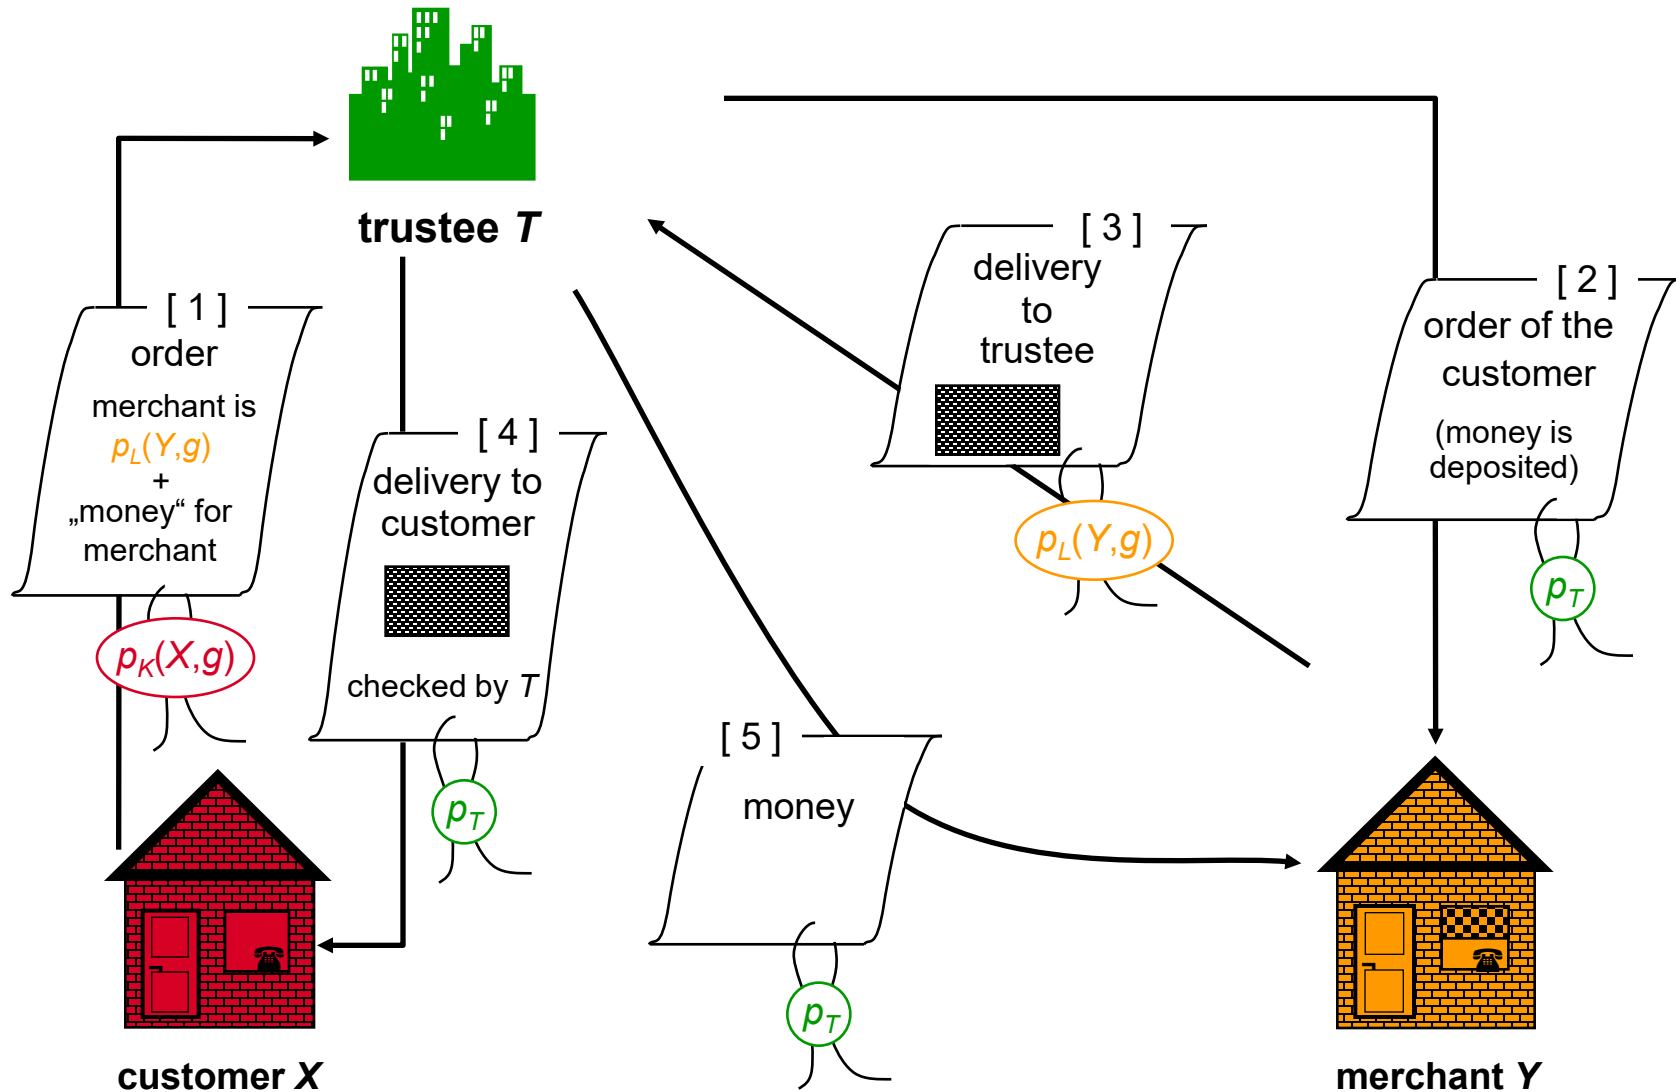 trustee T
[ 1 ]
order
merchant is
pL(Y,g)
+
„money“ for
merchant
pK(X,g)
[ 4 ]
delivery to
customer
checked by T
pT
[ 3 ]
delivery
to
trustee
pL(Y,g)
[ 2 ]
order of the
customer
(money is
deposited)
pT
[ 5 ]
money
pT
customer X
merchant Y